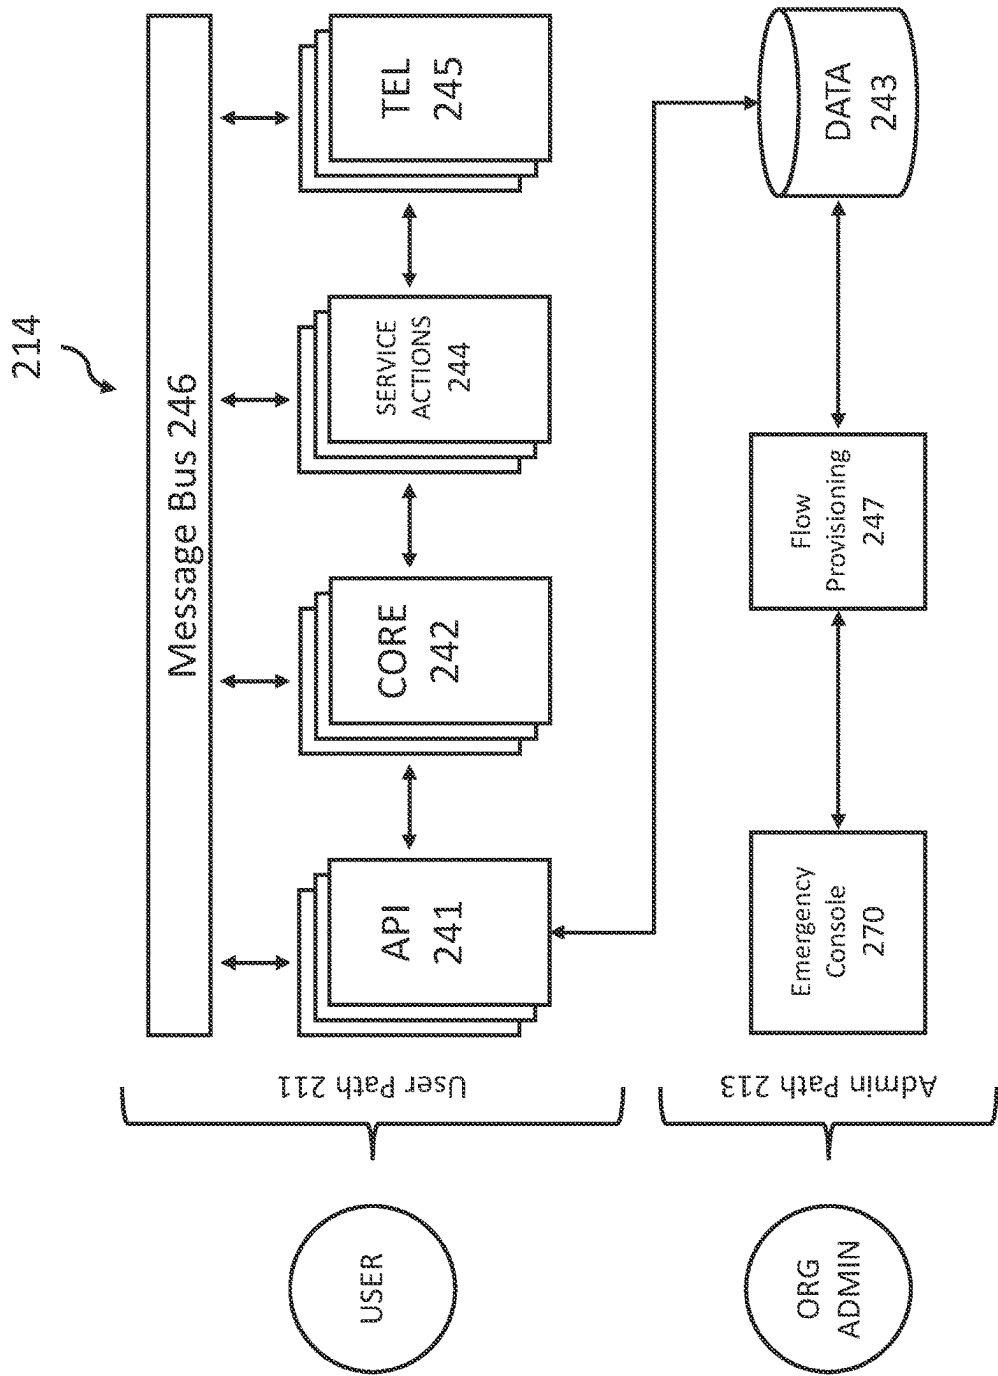 214
Message Bus 246
API
241
CORE
242
SERVICE
ACTIONS
244
TEL
245
User Path 211
USER
Emergency
Console
270
Flow
Provisioning
247
DATA
243
Admin Path 213
ORG
ADMIN